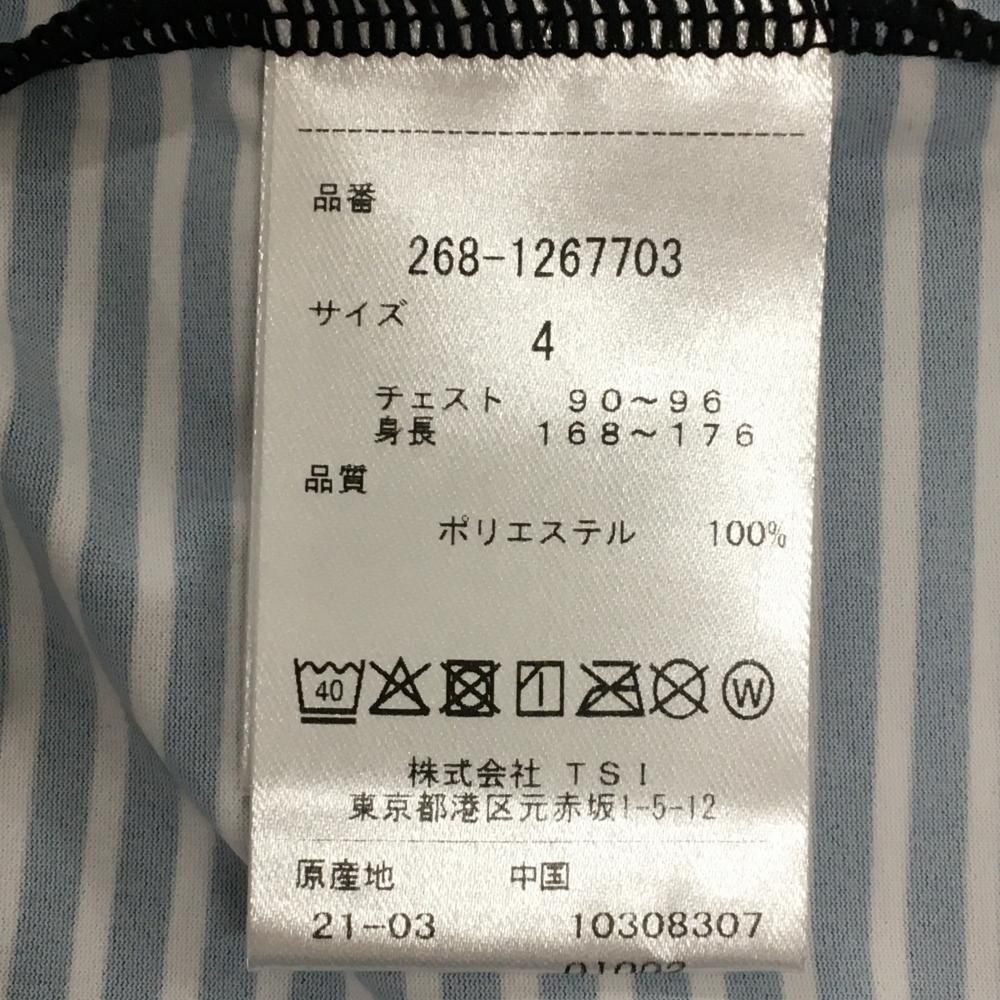 品番
268-1267703
サイズ
4
チェスト 90~96
身長 168~176
品質
ポリエステル 100%
40 W
株式会社 TSI
東京都港区元赤坂1-5-12
原産地 中国
21-03 10308307